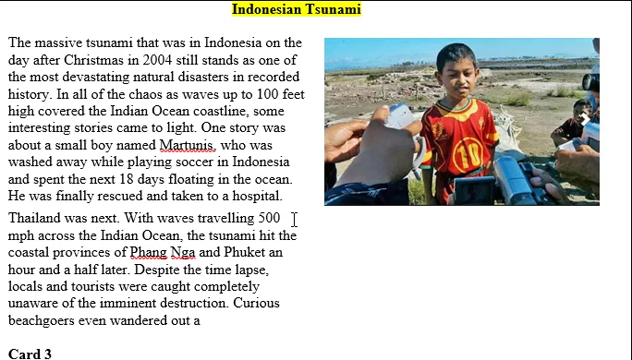 Indonesian Tsunami
The massive tsunami that was in Indonesia on the
day after Christmas in 2004 still stands as one of
the most devastating natural disasters in recorded
history. In all of the chaos as waves up to 100 feet
high covered the Indian Ocean coastline, some
interesting stories came to light. One story was
about a small boy named Martunis, who was
washed away while playing soccer in Indonesia
and spent the next 18 days floating in the ocean.
He was finally rescued and taken to a hospital.
Thailand was next. With waves travelling 500
mph across the Indian Ocean, the tsunami hit the
coastal provinces of Phang Nga and Phuket an
hour and a half later. Despite the time lapse,
locals and tourists were caught completely
unaware of the imminent destruction. Curious
beachgoers even wandered out a
Card 3
10